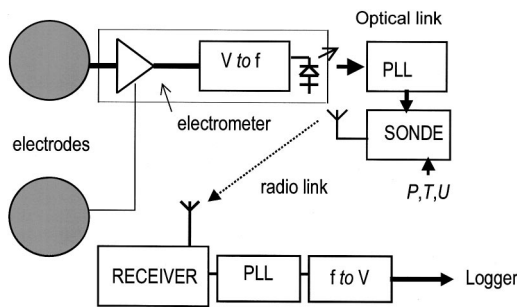 Optical link
V to f
PLL
electrometer
SONDE
electrodes
P,T,U
radio link
RECEIVER
PLL
f to V
Logger